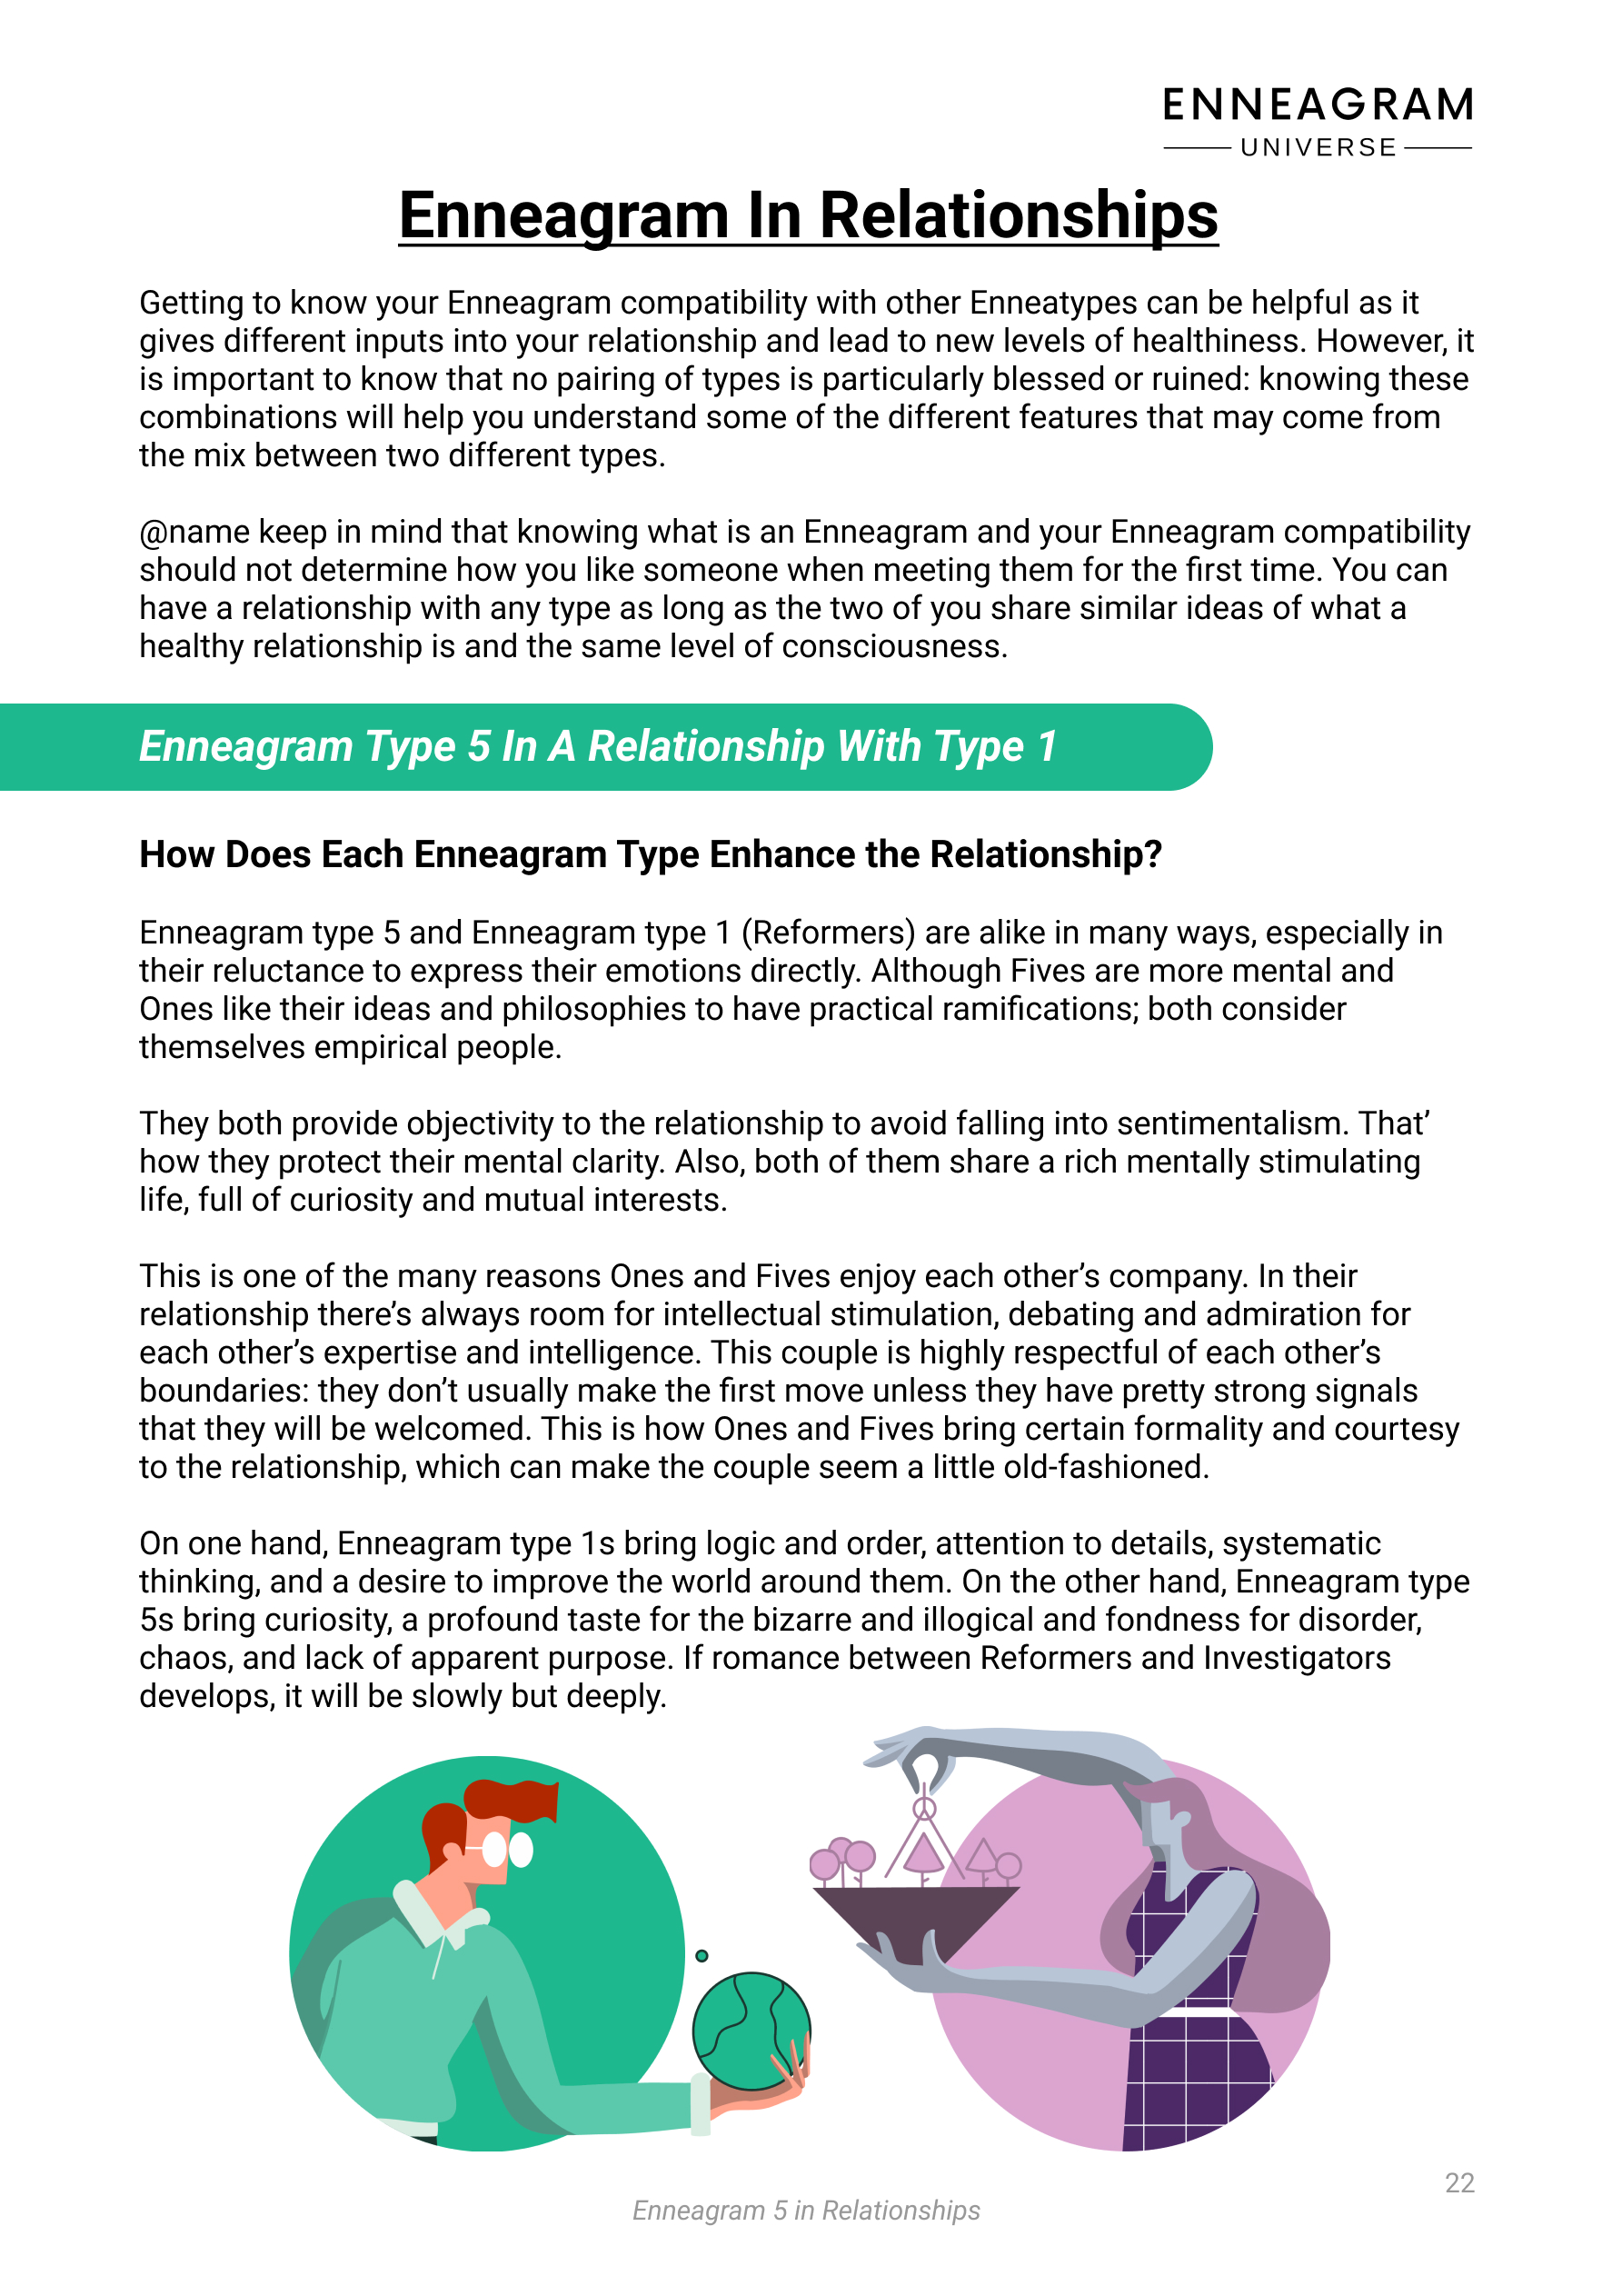 ENNEAGRAM
UNIVERSE
Enneagram In Relationships
Getting to know your Enneagram compatibility with other Enneatypes can be helpful as it
gives different inputs into your relationship and lead to new levels of healthiness. However, it
is important to know that no pairing of types is particularly blessed or ruined: knowing these
combinations will help you understand some of the different features that may come from
the mix between two different types.
@name keep in mind that knowing what is an Enneagram and your Enneagram compatibility
should not determine how you like someone when meeting them for the first time. You can
have a relationship with any type as long as the two of you share similar ideas of what a
healthy relationship is and the same level of consciousness.
Enneagram Type 5 In A Relationship With Type 1
How Does Each Enneagram Type Enhance the Relationship?
Enneagram type 5 and Enneagram type 1 (Reformers) are alike in many ways, especially in
their reluctance to express their emotions directly. Although Fives are more mental and
Ones like their ideas and philosophies to have practical ramifications; both consider
themselves empirical people.
They both provide objectivity to the relationship to avoid falling into sentimentalism. That’
how they protect their mental clarity. Also, both of them share a rich mentally stimulating
life, full of curiosity and mutual interests.
This is one of the many reasons Ones and Fives enjoy each other’s company. In their
relationship there’s always room for intellectual stimulation, debating and admiration for
each other’s expertise and intelligence. This couple is highly respectful of each other’s
boundaries: they don’t usually make the first move unless they have pretty strong signals
that they will be welcomed. This is how Ones and Fives bring certain formality and courtesy
to the relationship, which can make the couple seem a little old-fashioned.
On one hand, Enneagram type 1s bring logic and order, attention to details, systematic
thinking, and a desire to improve the world around them. On the other hand, Enneagram type
5s bring curiosity, a profound taste for the bizarre and illogical and fondness for disorder,
chaos, and lack of apparent purpose. If romance between Reformers and Investigators
develops, it will be slowly but deeply.
22
Enneagram 5 in Relationships